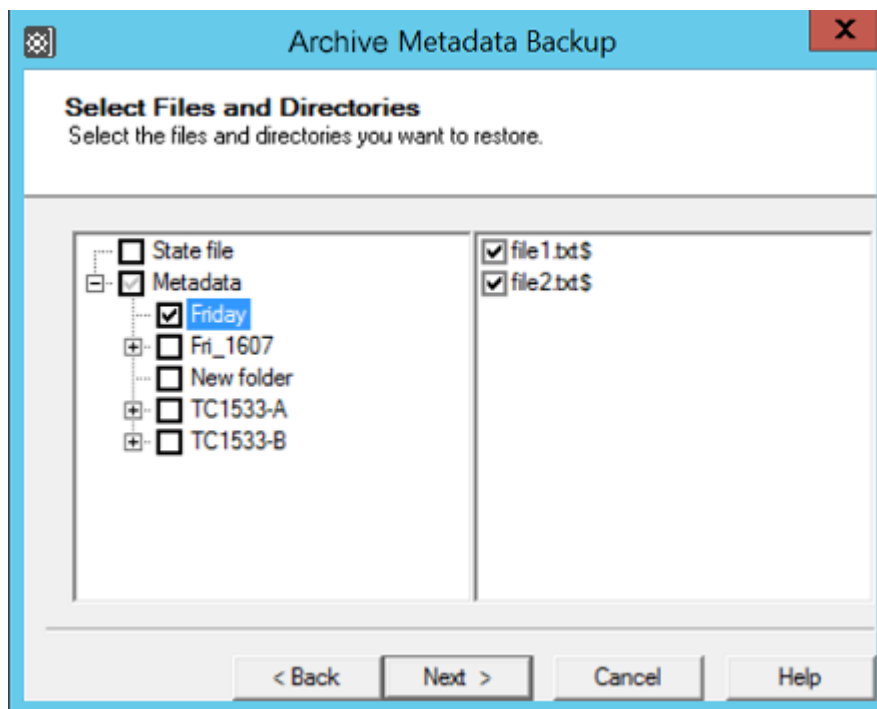 Archive Metadata Backup
X
Select Files and Directories
Select the files and directories you want to restore.
State file
Metadata
Friday
Fri_1607
New folder
TC1533-A
TC1533-B
file1.txt$
file2.txt$
< Back
Next >
Cancel
Help